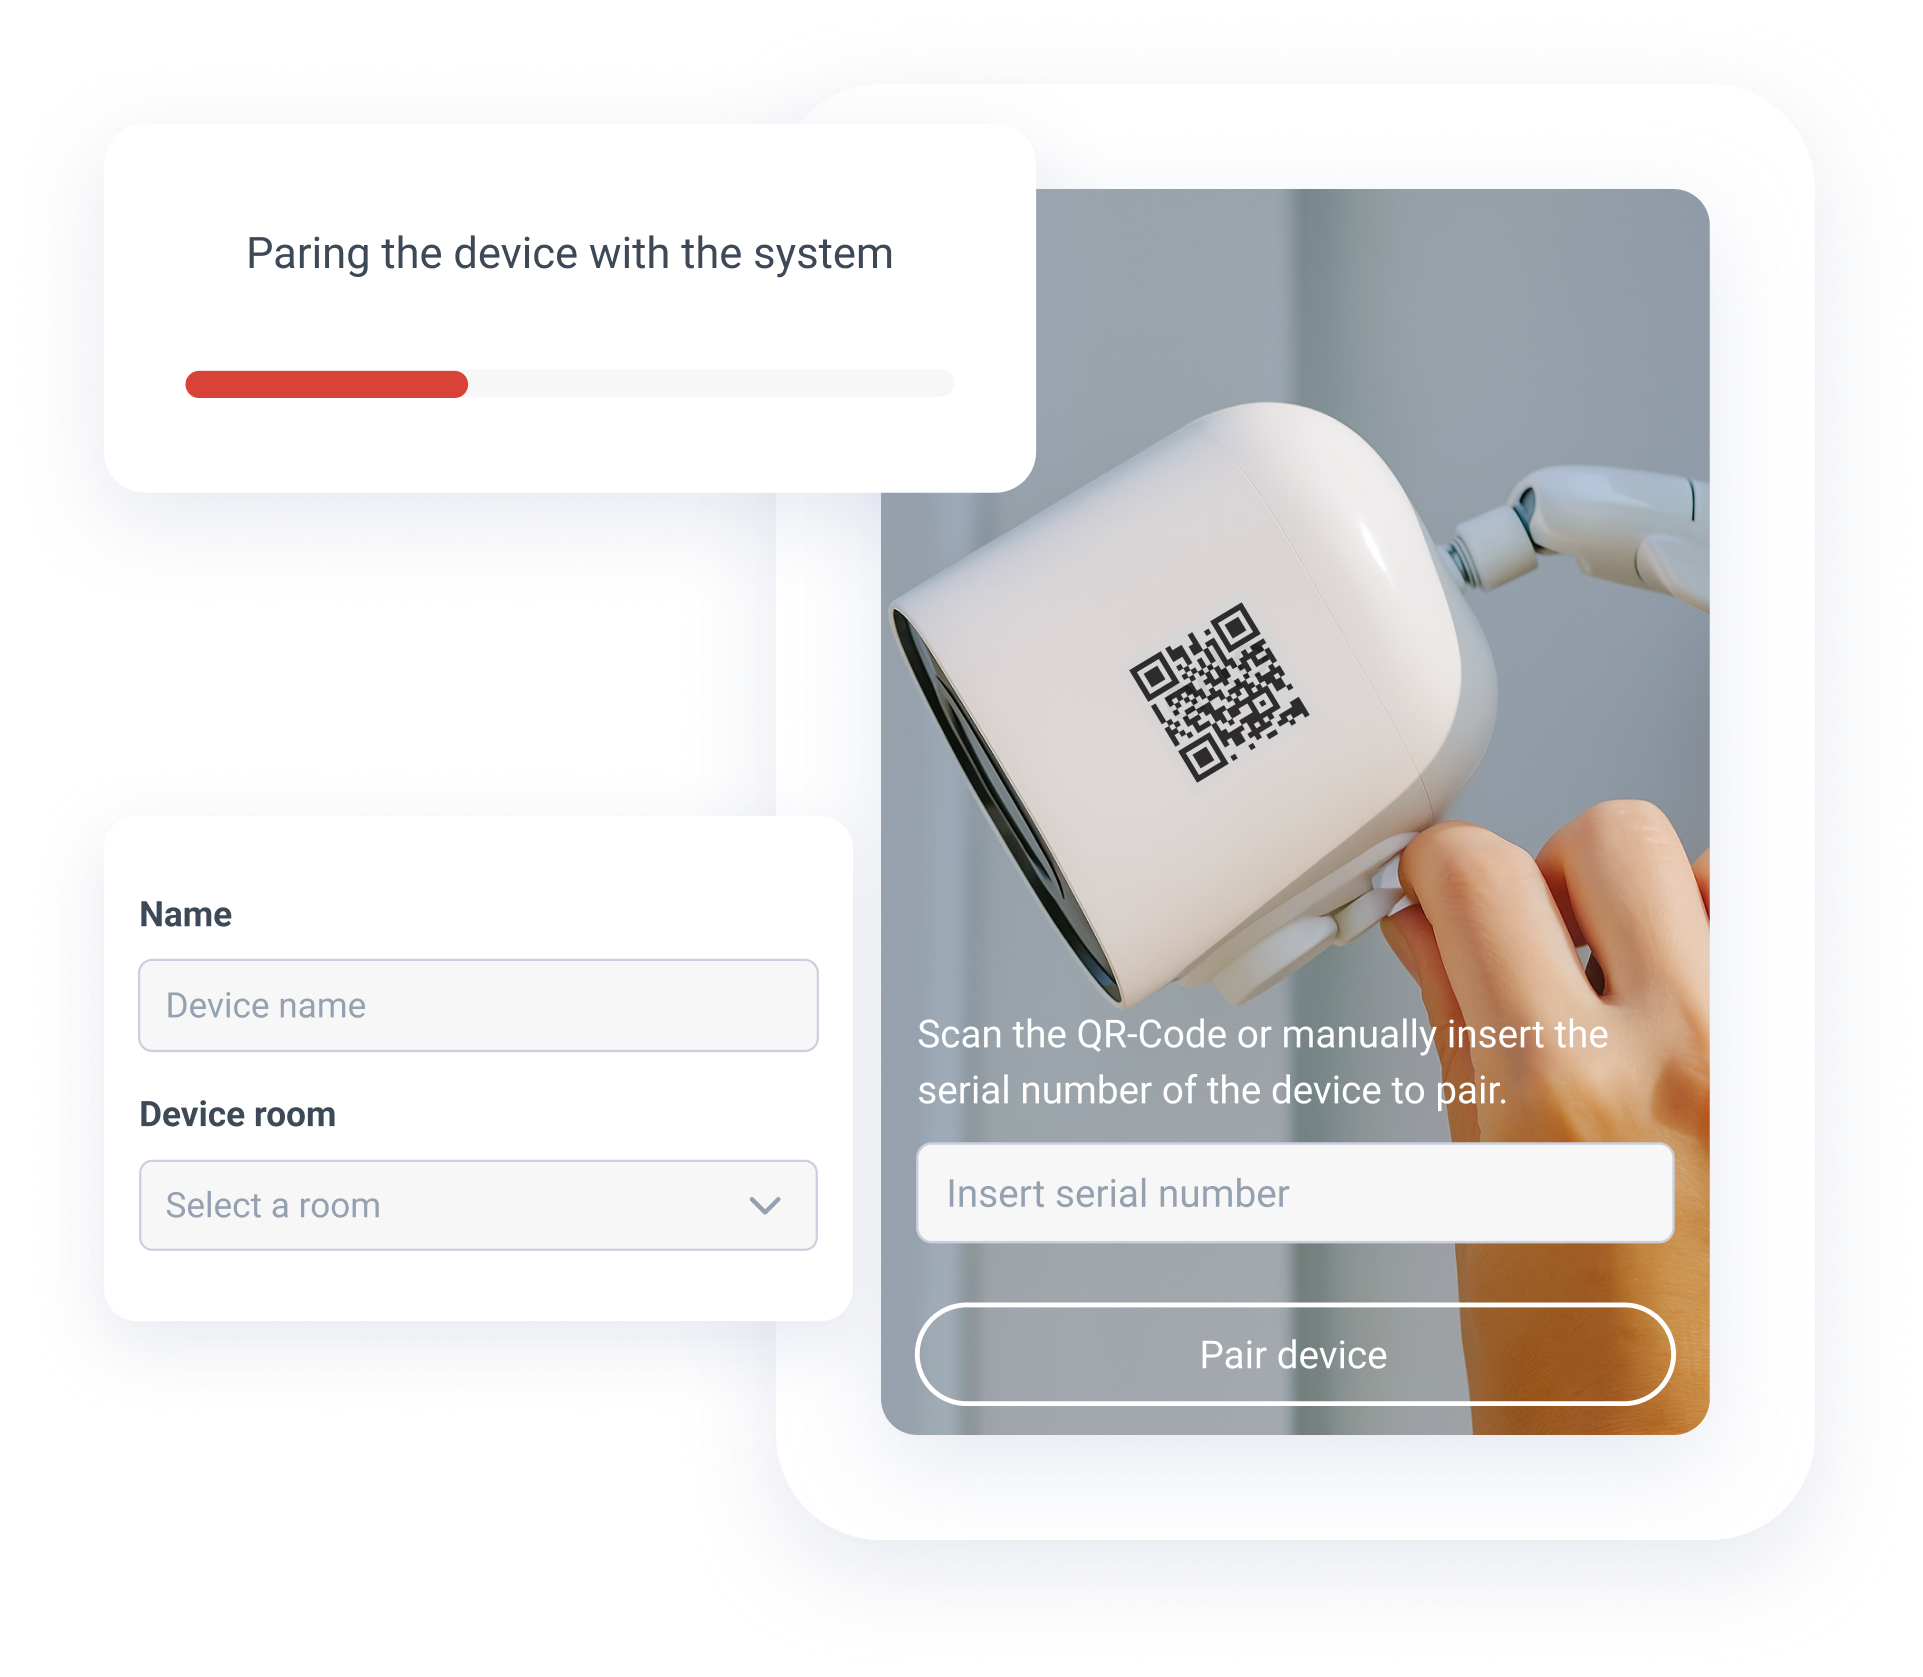 Paring the device with the system
Name
Device name
Device room
Select a room
Scan the QR-Code or manually insert the
serial number of the device to pair.
Insert serial number
Pair device